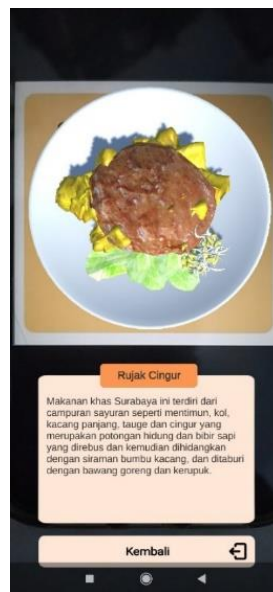 Rujak Cingur
Makanan khas Surabaya ini terdiri dari
campuran sayuran seperti mentimun, kol,
kacang panjang, tauge dan cingur yang
merupakan potongan hidung dan bibir sapi
yang direbus dan kemudian dihidangkan
dengan siraman bumbu kacang, dan ditaburi
dengan bawang goreng dan kerupuk.
Kembali